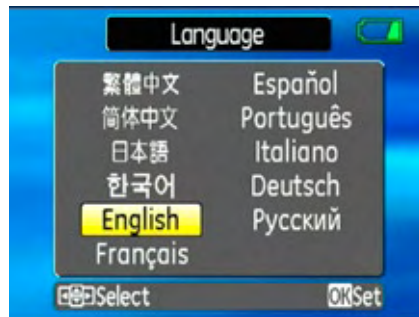 Language
繁體中文
简体中文
日本語
한국어
English
Français
Español
Português
Italiano
Deutsch
Русский
Select
OK Set